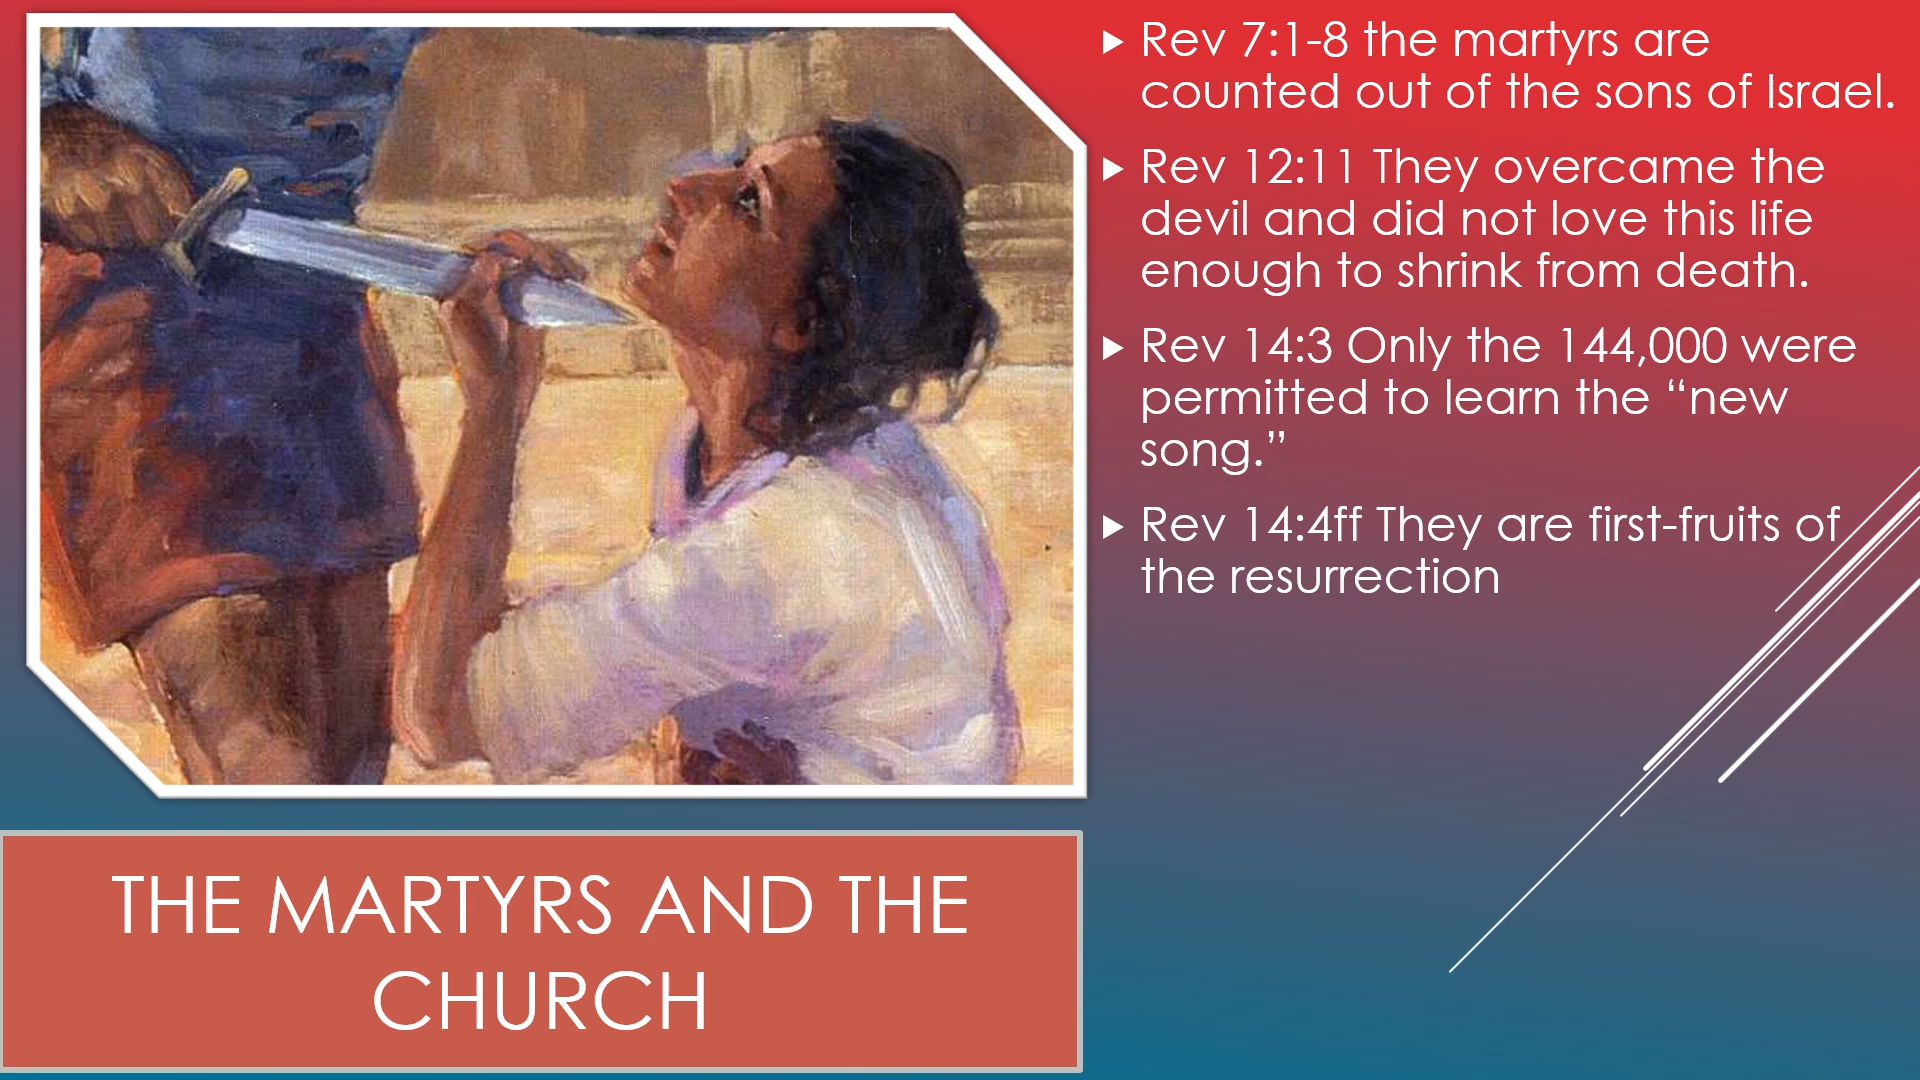 Rev 7:1-8 the martyrs are
counted out of the sons of Israel.
Rev 12:11 They overcame the
devil and did not love this life
enough to shrink from death.
Rev 14:3 Only the 144,000 were
permitted to learn the “new
song.”
Rev 14:4ff They are first-fruits of
the resurrection
THE MARTYRS AND THE
CHURCH